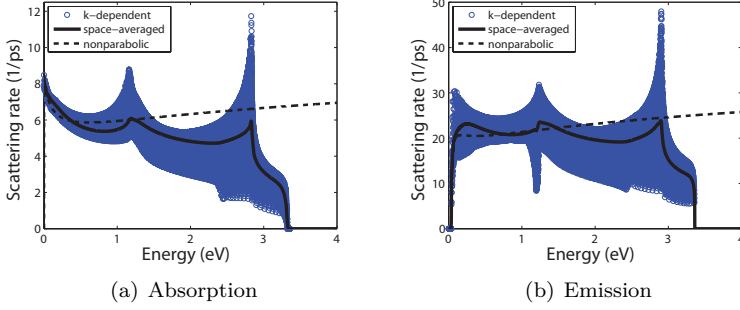 Scattering rate (1/ps)
12
10
8
6
4
2
0
k-dependent
space-averaged
nonparabolic
0 1 2 3 4
Energy (eV)
(a) Absorption
Scattering rate (1/ps)
50
40
30
20
10
0
k-dependent
space-averaged
nonparabolic
0 1 2 3 4
Energy (eV)
(b) Emission